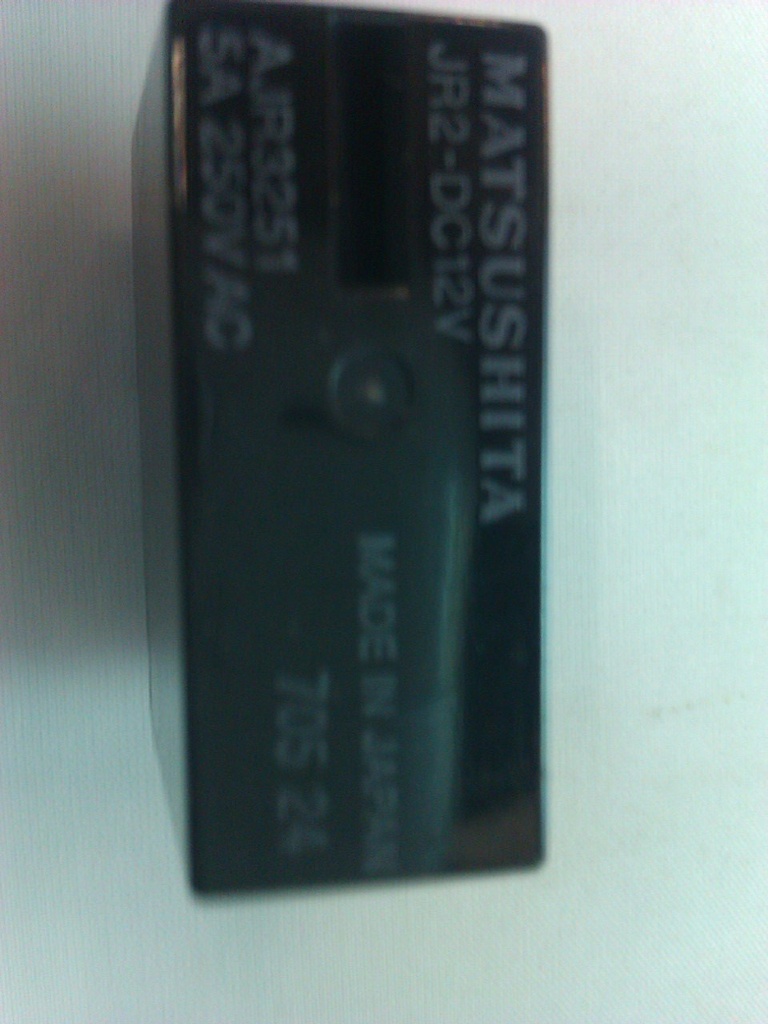 MATSUSHITA
JR2-DC12V
AJR3251
5A 250V AC
MADE IN JAPAN
705 24